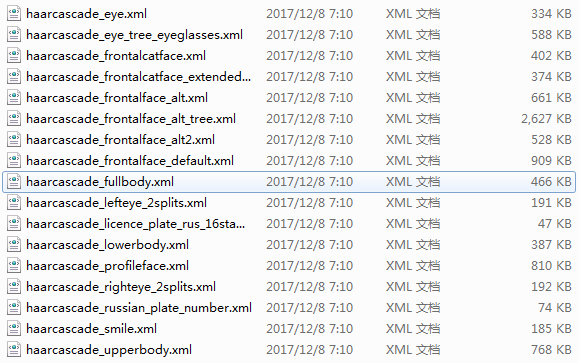 haarcascade_eye.xml 2017/12/8 7:10 XML 文档 334 KB
haarcascade_eye_tree_eyeglasses.xml 2017/12/8 7:10 XML 文档 588 KB
haarcascade_frontalcatface.xml 2017/12/8 7:10 XML 文档 402 KB
haarcascade_frontalcatface_extended... 2017/12/8 7:10 XML 文档 374 KB
haarcascade_frontalface_alt.xml 2017/12/8 7:10 XML 文档 661 KB
haarcascade_frontalface_alt_tree.xml 2017/12/8 7:10 XML 文档 2,627 KB
haarcascade_frontalface_alt2.xml 2017/12/8 7:10 XML 文档 528 KB
haarcascade_frontalface_default.xml 2017/12/8 7:10 XML 文档 909 KB
haarcascade_fullbody.xml 2017/12/8 7:10 XML 文档 466 KB
haarcascade_lefteye_2splits.xml 2017/12/8 7:10 XML 文档 191 KB
haarcascade_licence_plate_rus_16sta... 2017/12/8 7:10 XML 文档 47 KB
haarcascade_lowerbody.xml 2017/12/8 7:10 XML 文档 387 KB
haarcascade_profileface.xml 2017/12/8 7:10 XML 文档 810 KB
haarcascade_righteye_2splits.xml 2017/12/8 7:10 XML 文档 192 KB
haarcascade_russian_plate_number.xml 2017/12/8 7:10 XML 文档 74 KB
haarcascade_smile.xml 2017/12/8 7:10 XML 文档 185 KB
haarcascade_upperbody.xml 2017/12/8 7:10 XML 文档 768 KB